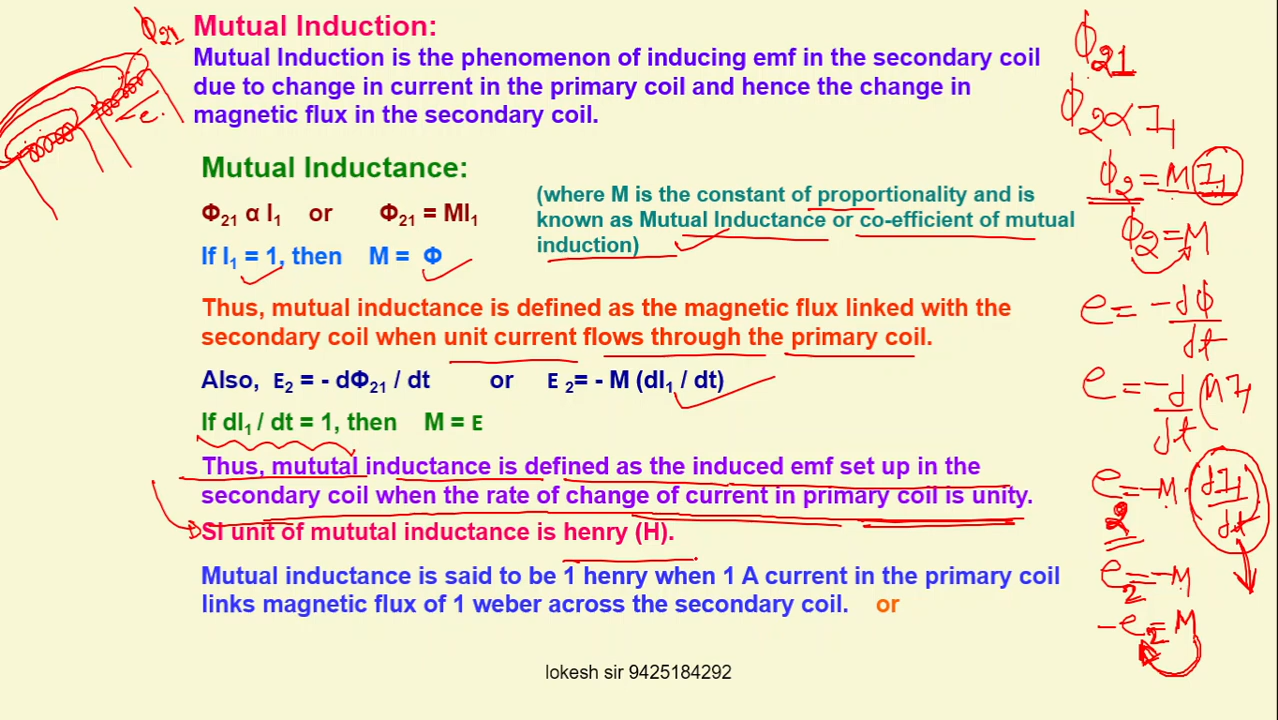 Φ21
Mutual Induction:
Mutual Induction is the phenomenon of inducing emf in the secondary coil
due to change in current in the primary coil and hence the change in
magnetic flux in the secondary coil.
Mutual Inductance:
Φ21 α I1 or Φ21 = MI1
(where M is the constant of proportionality and is
known as Mutual Inductance or co-efficient of mutual
induction)
If I1 = 1, then M = Φ
Thus, mutual inductance is defined as the magnetic flux linked with the
secondary coil when unit current flows through the primary coil.
Also, E2 = - dΦ21 / dt or E 2= - M (dI1 / dt)
If dI1 / dt = 1, then M = E
Thus, mututal inductance is defined as the induced emf set up in the
secondary coil when the rate of change of current in primary coil is unity.
SI unit of mututal inductance is henry (H).
Mutual inductance is said to be 1 henry when 1 A current in the primary coil
links magnetic flux of 1 weber across the secondary coil. or
lokesh sir 9425184292
ϕ21
ϕ2 α I1
ϕ2 = M I1
ϕ2 = M
e = -dϕ/dt
e = -d/dt (M I1
e2 = -M dI1/dt
e2 = -M
-e2 = M